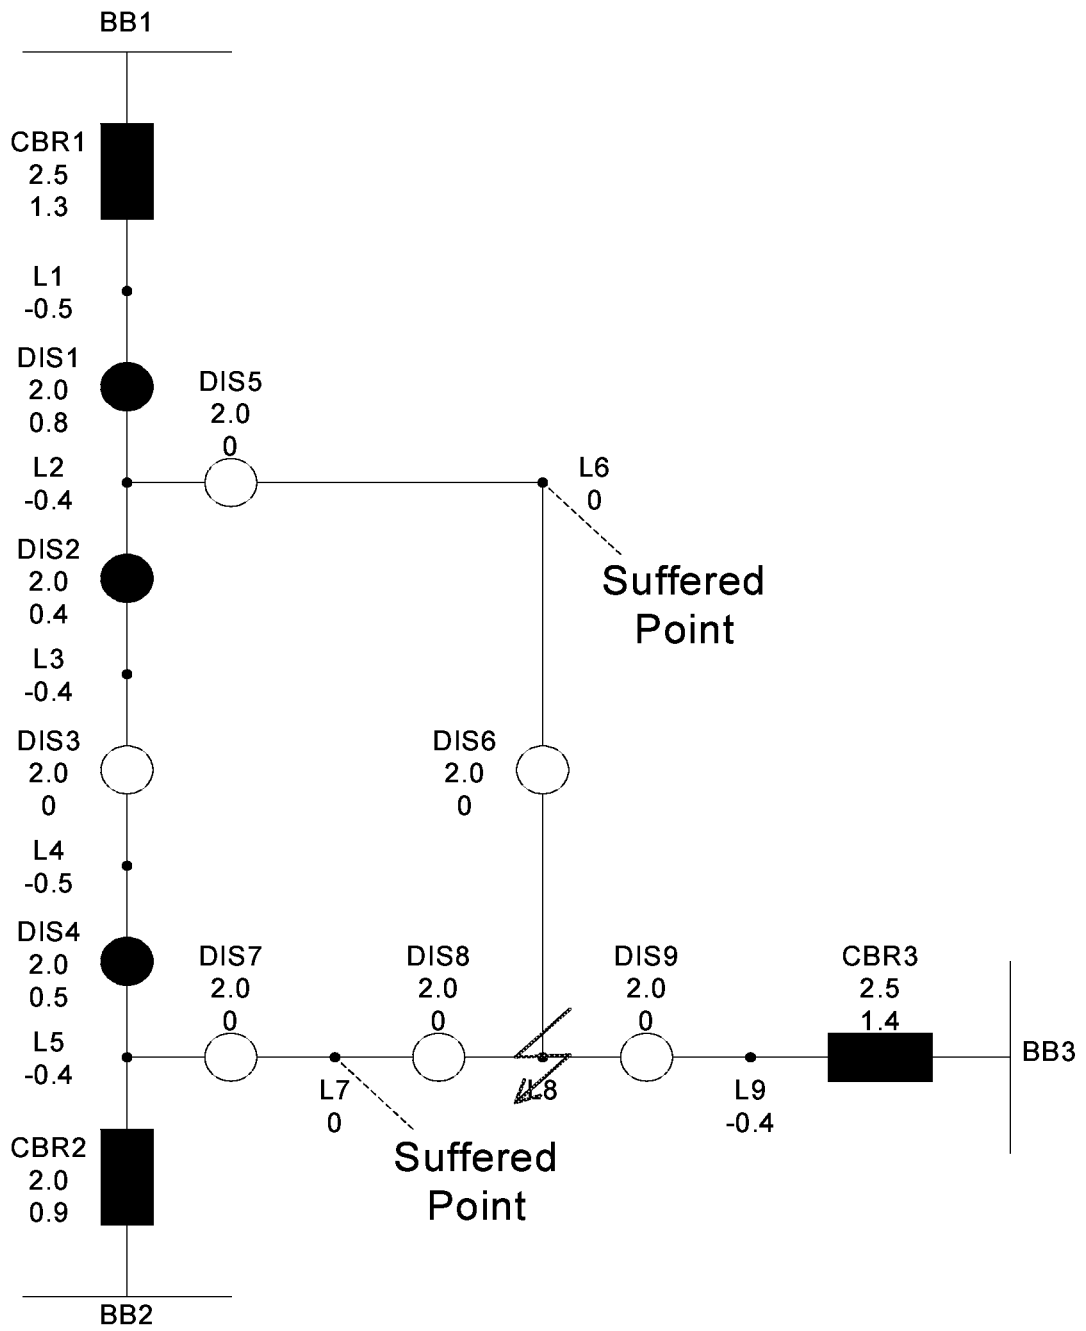 BB1
CBR1
2.5
1.3
L1
-0.5
DIS1
2.0
0.8
DIS5
2.0
0
L2
-0.4
L6
0
Suffered
Point
DIS2
2.0
0.4
L3
-0.4
DIS3
2.0
0
DIS6
2.0
0
L4
-0.5
DIS4
2.0
0.5
DIS7
2.0
0
DIS8
2.0
0
DIS9
2.0
0
CBR3
2.5
1.4
L5
-0.4
BB3
L7
0
L8
L9
-0.4
Suffered
Point
CBR2
2.0
0.9
BB2